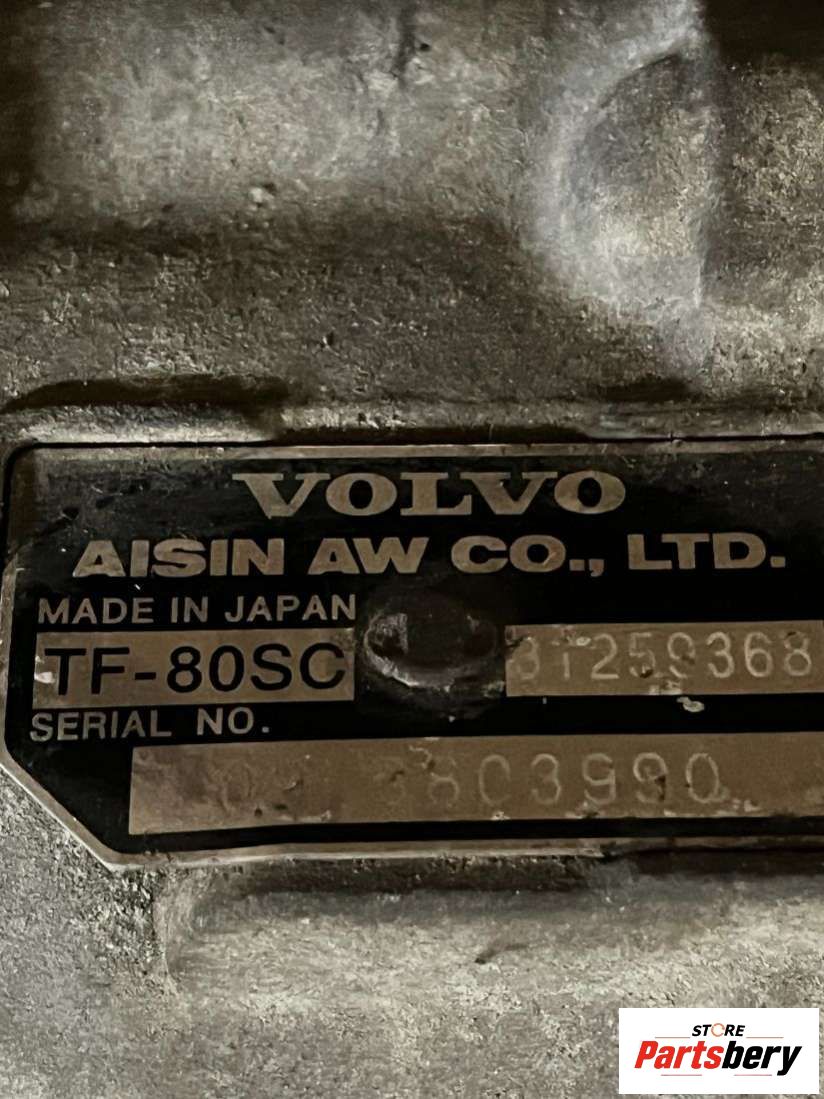 VOLVO
AISIN AW CO., LTD.
MADE IN JAPAN
TF-80SC 31259368
SERIAL NO.
STORE
Partsbery